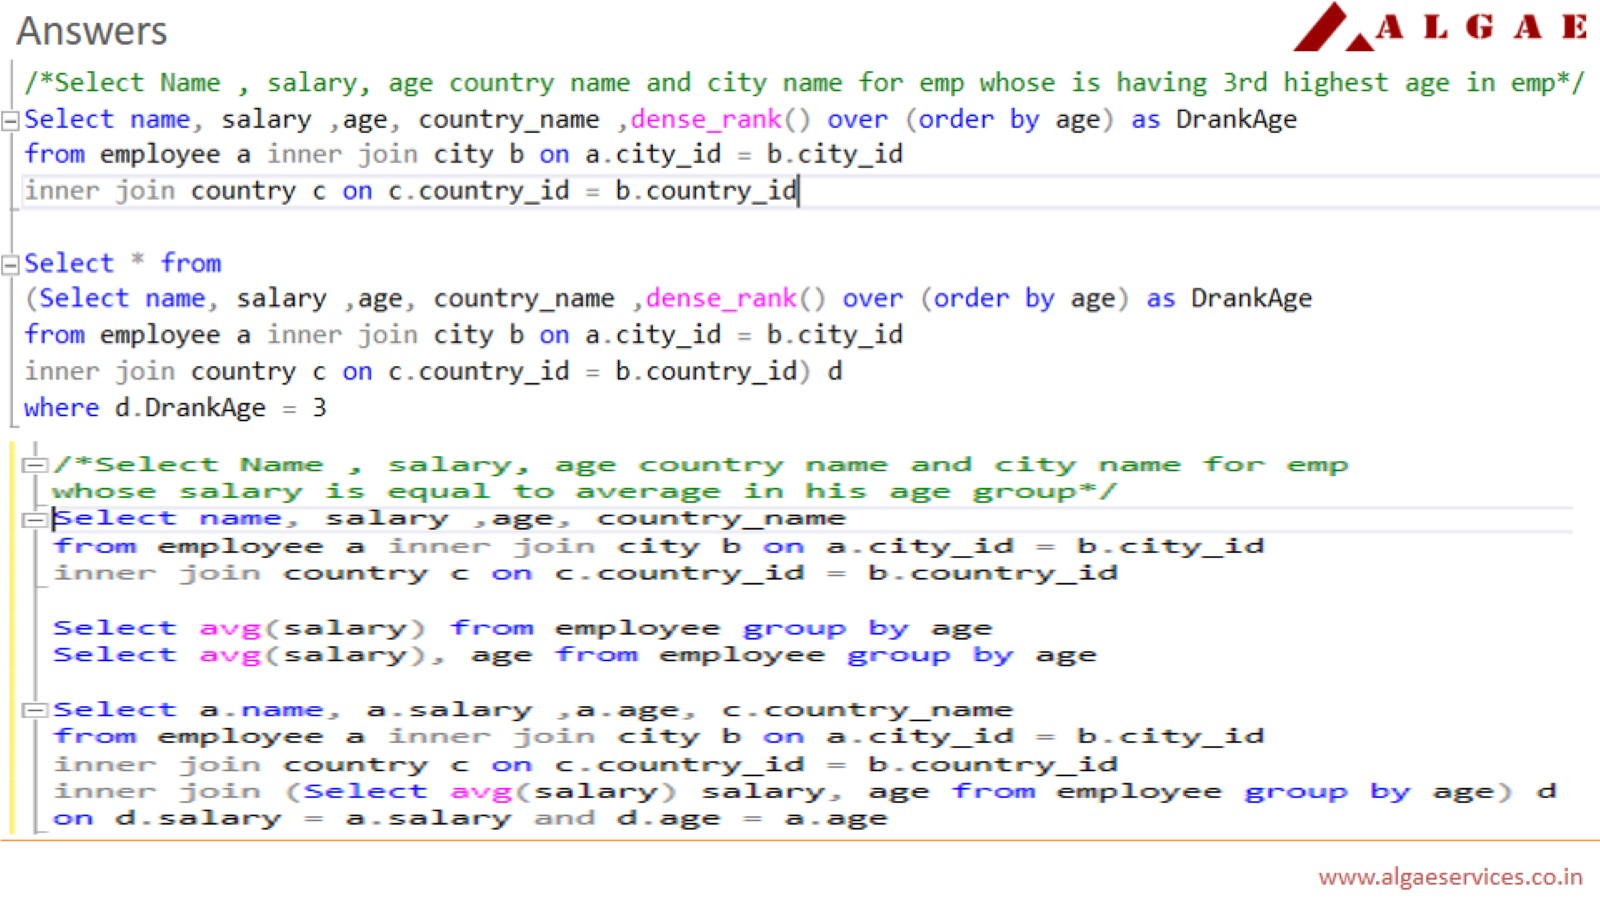 Answers
ALGAE
/*Select Name , salary, age country name and city name for emp whose is having 3rd highest age in emp*/
Select name, salary ,age, country_name ,dense_rank() over (order by age) as DrankAge
from employee a inner join city b on a.city_id = b.city_id
inner join country c on c.country_id = b.country_id
Select * from
(Select name, salary ,age, country_name ,dense_rank() over (order by age) as DrankAge
from employee a inner join city b on a.city_id = b.city_id
inner join country c on c.country_id = b.country_id) d
where d.DrankAge = 3
/*Select Name , salary, age country name and city name for emp
whose salary is equal to average in his age group*/
Select name, salary ,age, country_name
from employee a inner join city b on a.city_id = b.city_id
inner join country c on c.country_id = b.country_id
Select avg(salary) from employee group by age
Select avg(salary), age from employee group by age
Select a.name, a.salary ,a.age, c.country_name
from employee a inner join city b on a.city_id = b.city_id
inner join country c on c.country_id = b.country_id
inner join (Select avg(salary) salary, age from employee group by age) d
on d.salary = a.salary and d.age = a.age
www.algaeservices.co.in